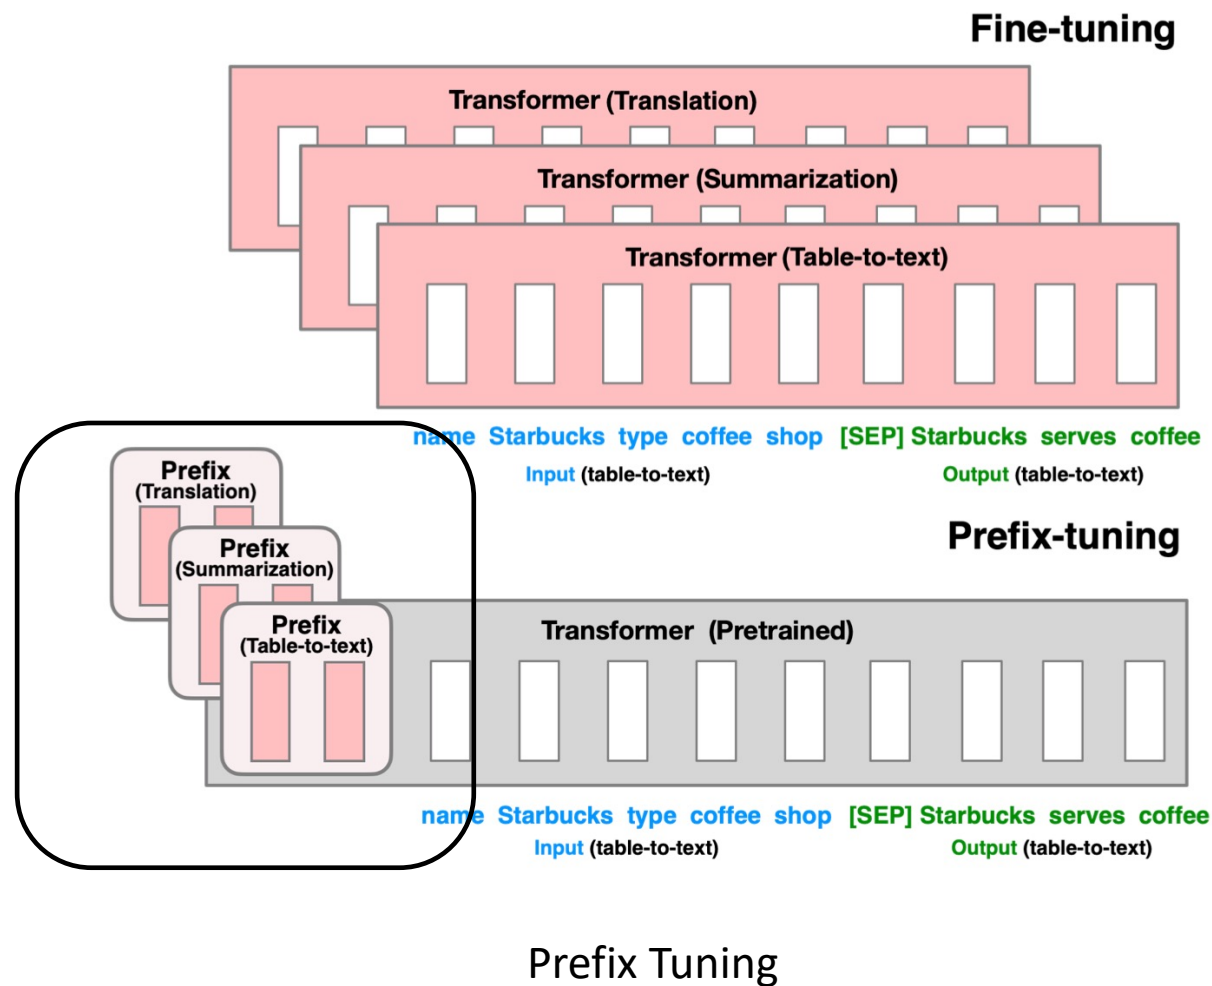 Fine-tuning
Transformer (Translation)
Transformer (Summarization)
Transformer (Table-to-text)
name Starbucks type coffee shop [SEP] Starbucks serves coffee
Input (table-to-text) Output (table-to-text)
Prefix-tuning
Prefix
(Translation)
Prefix
(Summarization)
Prefix
(Table-to-text)
Transformer (Pretrained)
name Starbucks type coffee shop [SEP] Starbucks serves coffee
Input (table-to-text) Output (table-to-text)
Prefix Tuning